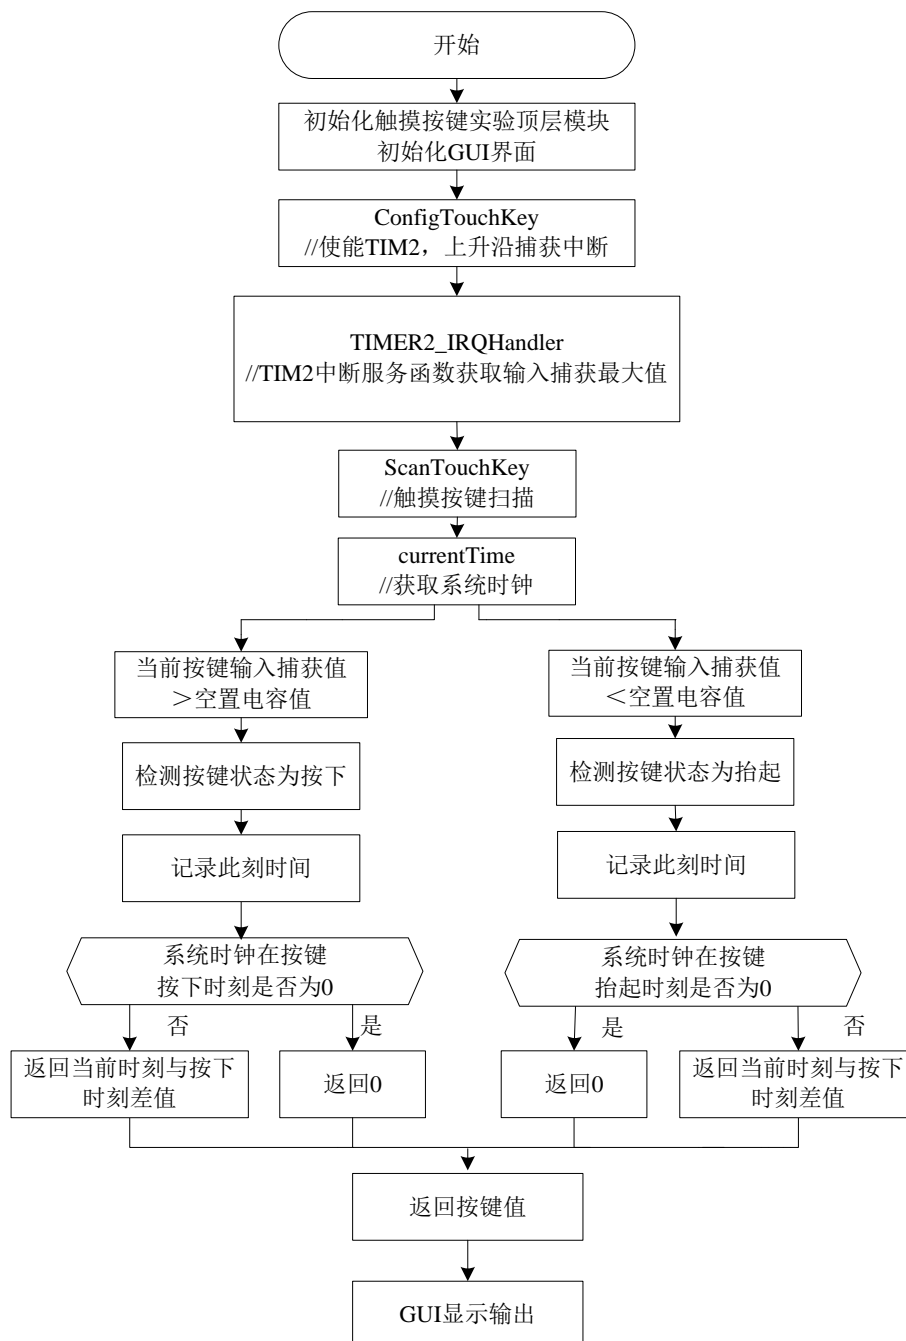 开始
初始化触摸按键实验顶层模块
初始化GUI界面
ConfigTouchKey
//使能TIM2，上升沿捕获中断
TIMER2_IRQHandler
//TIM2中断服务函数获取输入捕获最大值
ScanTouchKey
//触摸按键扫描
currentTime
//获取系统时钟
当前按键输入捕获值
＞空置电容值
检测按键状态为按下
记录此刻时间
系统时钟在按键
按下时刻是否为0
否
是
返回当前时刻与按下
时刻差值
返回0
当前按键输入捕获值
＜空置电容值
检测按键状态为抬起
记录此刻时间
系统时钟在按键
抬起时刻是否为0
是
否
返回0
返回当前时刻与按下
时刻差值
返回按键值
GUI显示输出